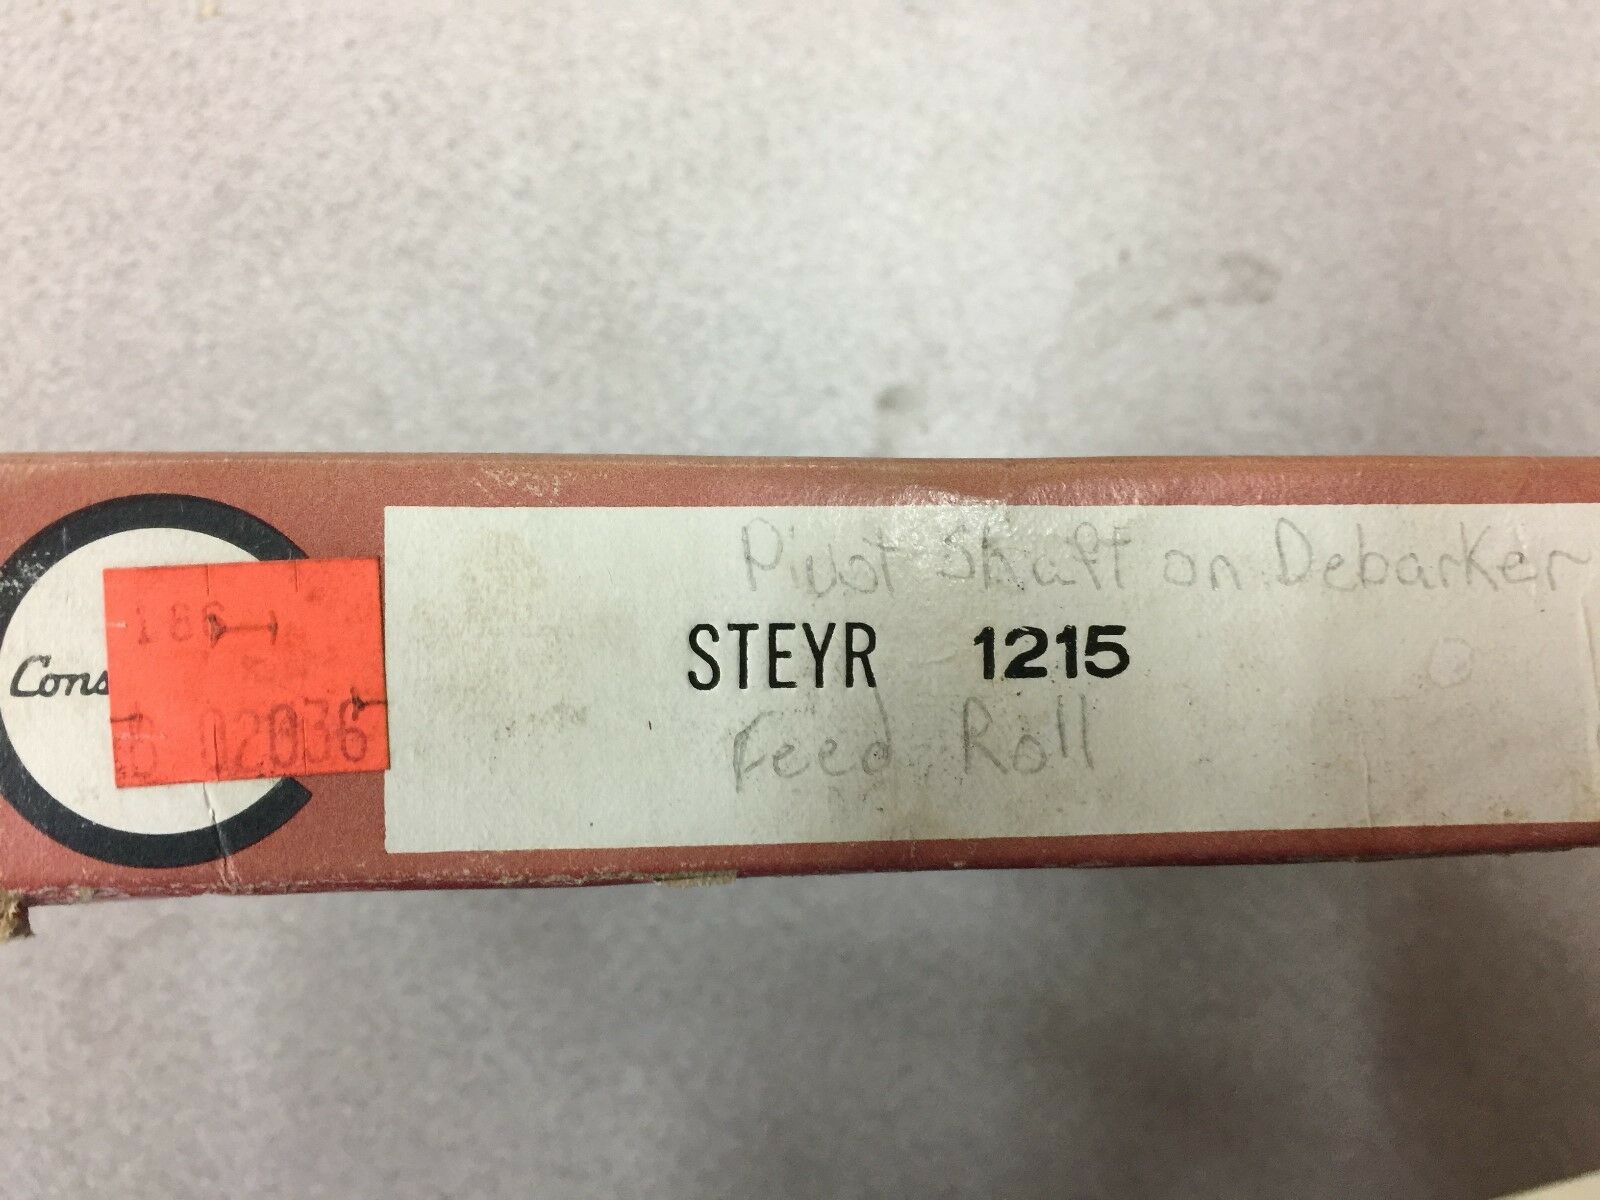 Pivot Shaft on Debarker
STEYR 1215
Feed Roll
Cons
186
02036